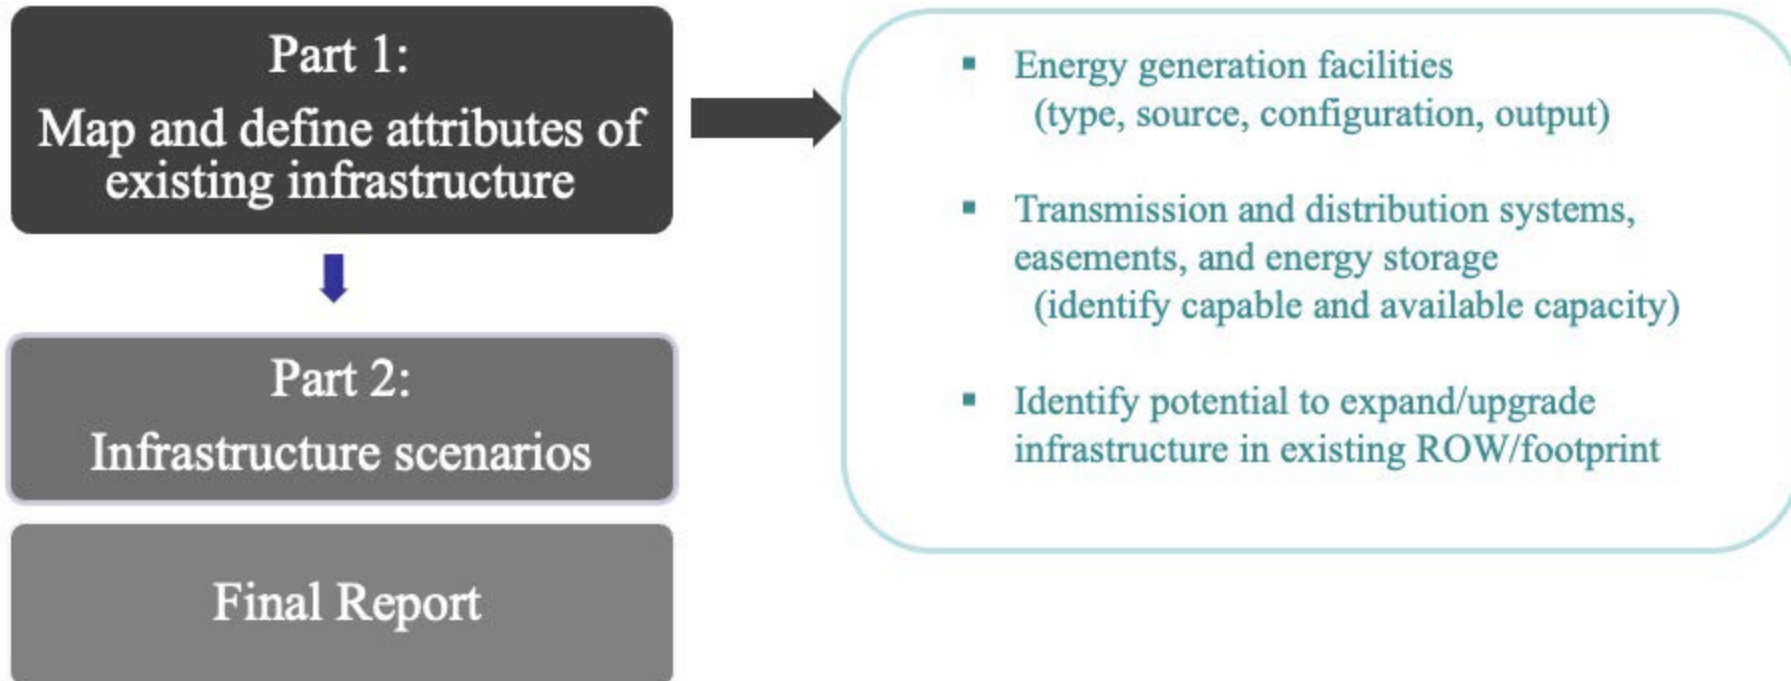 Part 1:
Map and define attributes of
existing infrastructure
Part 2:
Infrastructure scenarios
Final Report
▪ Energy generation facilities
(type, source, configuration, output)
▪ Transmission and distribution systems,
easements, and energy storage
(identify capable and available capacity)
▪ Identify potential to expand/upgrade
infrastructure in existing ROW/footprint